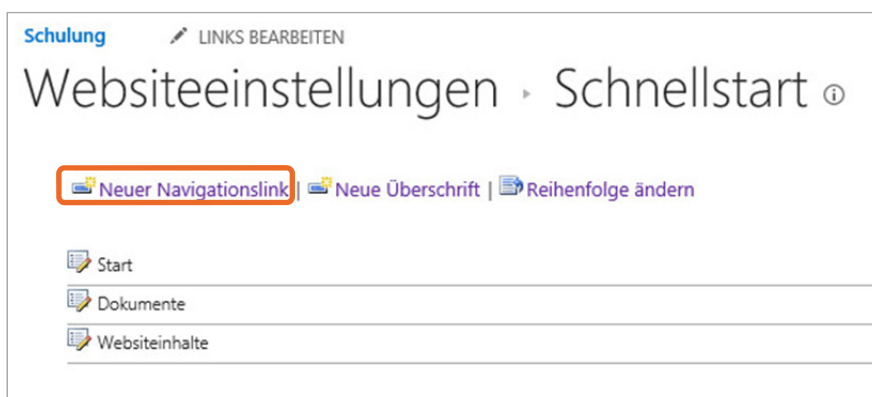 Schulung LINKS BEARBEITEN
Websiteeinstellungen ▸ Schnellstart
Neuer Navigationslink | Neue Überschrift | Reihenfolge ändern
Start
Dokumente
Websiteinhalte